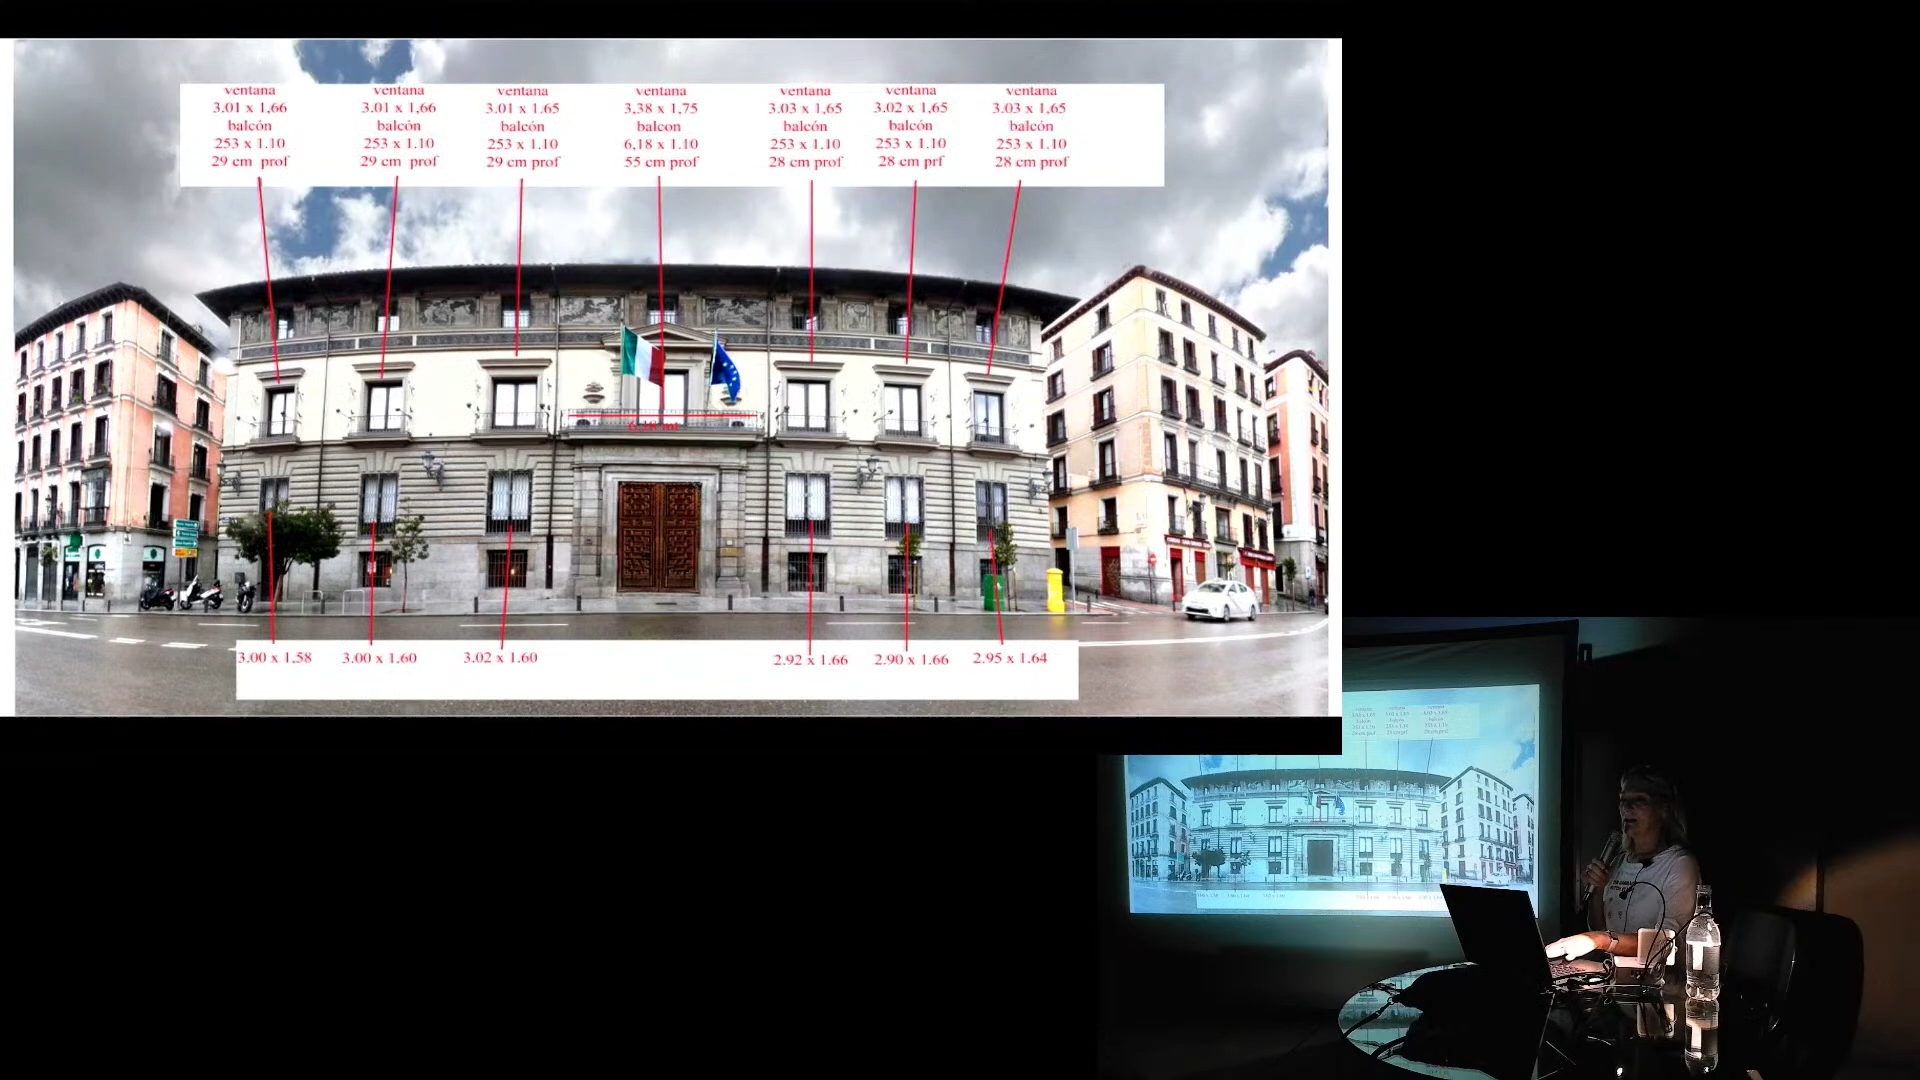 ventana
3.01 x 1,66
balcón
253 x 1.10
29 cm prof
ventana
3.01 x 1,66
balcón
253 x 1.10
29 cm prof
ventana
3.01 x 1.65
balcón
253 x 1.10
29 cm prof
ventana
3,38 x 1,75
balcon
6,18 x 1.10
55 cm prof
ventana
3.03 x 1,65
balcón
253 x 1.10
28 cm prof
ventana
3.02 x 1,65
balcón
253 x 1.10
28 cm prf
ventana
3.03 x 1,65
balcón
253 x 1.10
28 cm prof
6,18 mt
3.00 x 1.58
3.00 x 1.60
3.02 x 1.60
2.92 x 1.66
2.90 x 1.66
2.95 x 1.64